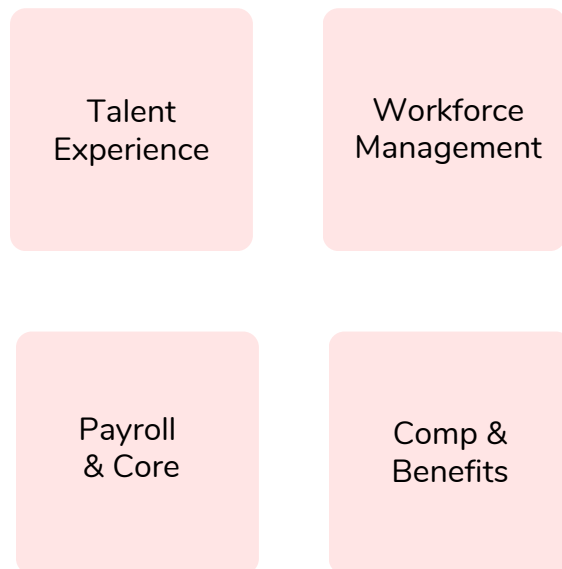 Talent
Experience
Workforce
Management
Payroll
& Core
Comp &
Benefits